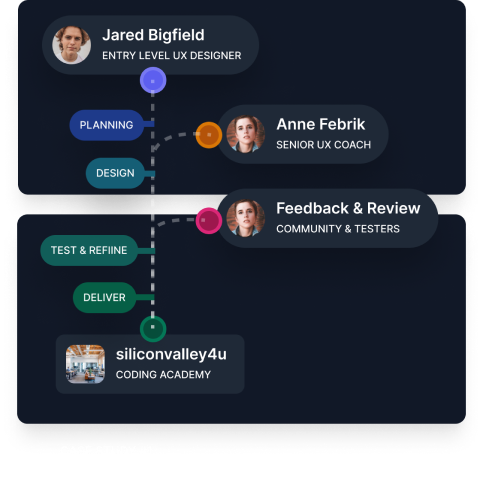 Jared Bigfield
ENTRY LEVEL UX DESIGNER
PLANNING
Anne Febrik
SENIOR UX COACH
DESIGN
Feedback & Review
COMMUNITY & TESTERS
TEST & REFIINE
DELIVER
siliconvalley4u
CODING ACADEMY